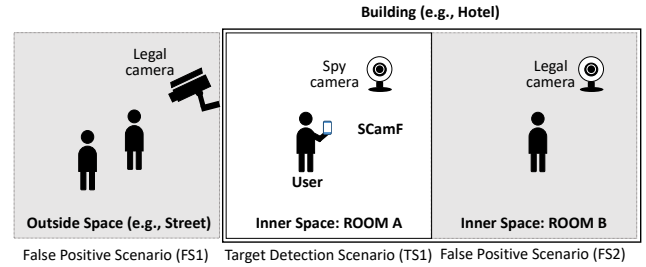 Building (e.g., Hotel)
Legal
camera
Spy
camera
Legal
camera
SCamF
User
Outside Space (e.g., Street)
Inner Space: ROOM A
Inner Space: ROOM B
False Positive Scenario (FS1)
Target Detection Scenario (TS1)
False Positive Scenario (FS2)